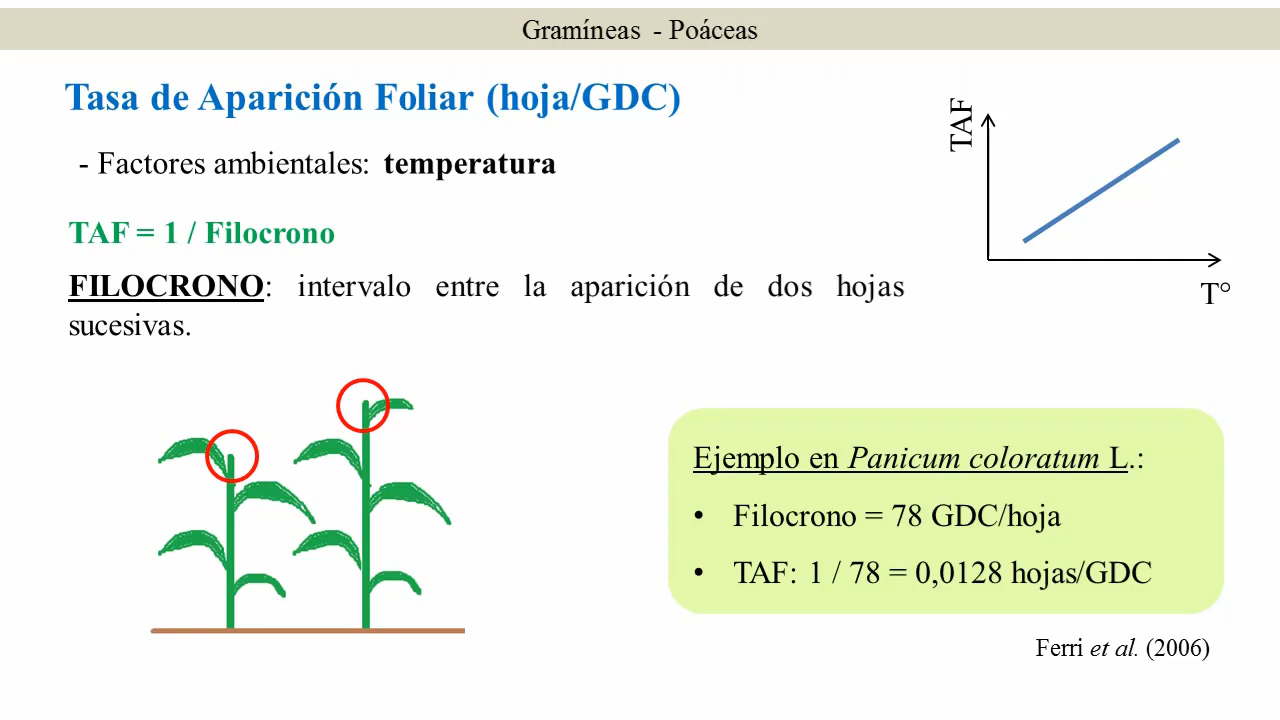 Gramíneas - Poáceas
Tasa de Aparición Foliar (hoja/GDC)
- Factores ambientales: temperatura
TAF = 1 / Filocrono
FILOCRONO: intervalo entre la aparición de dos hojas
sucesivas.
TAF
T°
Ejemplo en Panicum coloratum L.:
• Filocrono = 78 GDC/hoja
• TAF: 1 / 78 = 0,0128 hojas/GDC
Ferri et al. (2006)